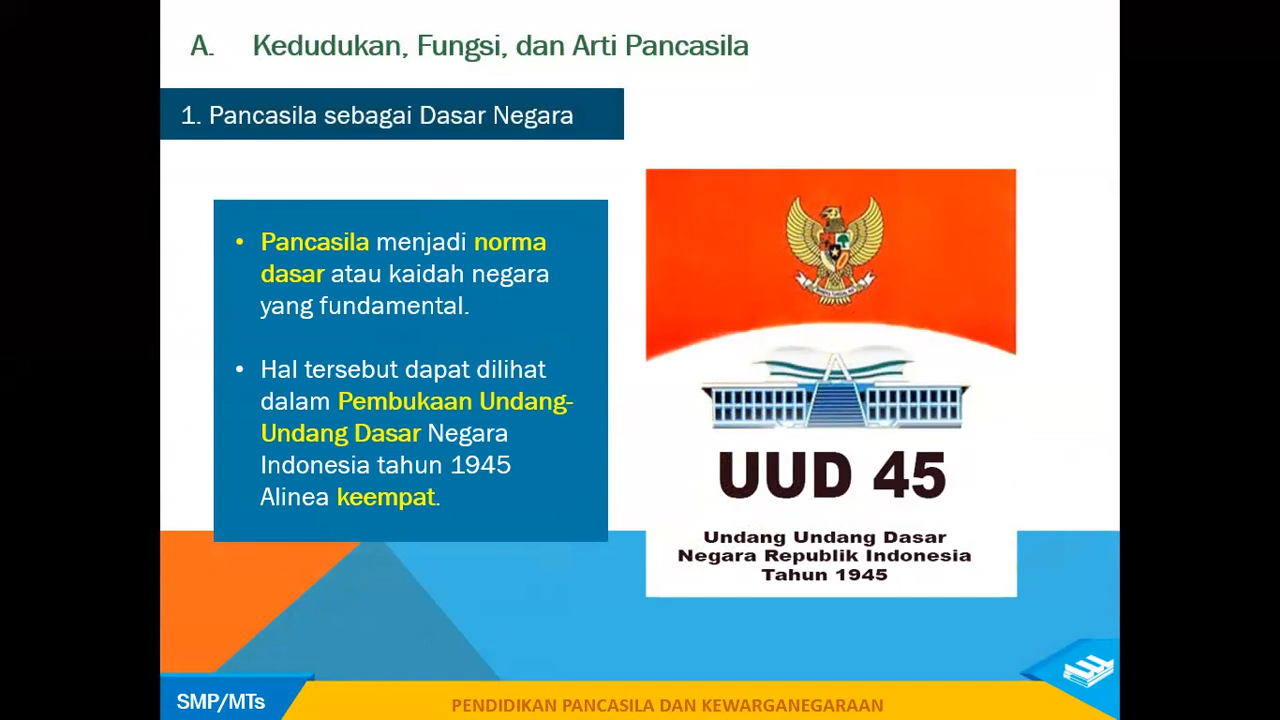 A. Kedudukan, Fungsi, dan Arti Pancasila
1. Pancasila sebagai Dasar Negara
• Pancasila menjadi norma
dasar atau kaidah negara
yang fundamental.
• Hal tersebut dapat dilihat
dalam Pembukaan Undang-
Undang Dasar Negara
Indonesia tahun 1945
Alinea keempat.
UUD 45
Undang Undang Dasar
Negara Republik Indonesia
Tahun 1945
SMP/MTs
PENDIDIKAN PANCASILA DAN KEWARGANEGARAAN